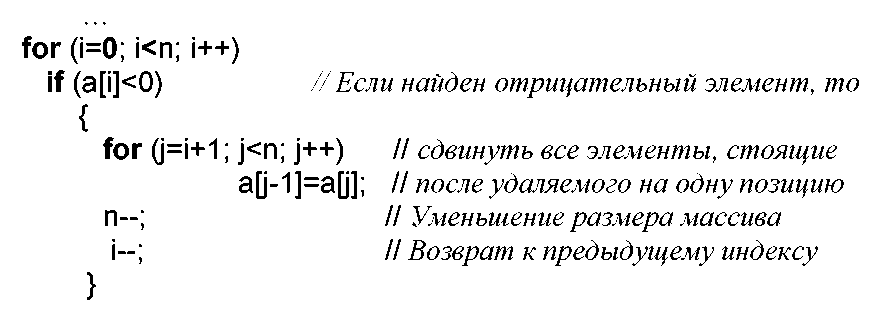 ...
for (i=0; i<n; i++)
if (a[i]<0) // Если найден отрицательный элемент, то
{
for (j=i+1; j<n; j++) // сдвинуть все элементы, стоящие
a[j-1]=a[j]; // после удаляемого на одну позицию
n--; // Уменьшение размера массива
i--; // Возврат к предыдущему индексу
}